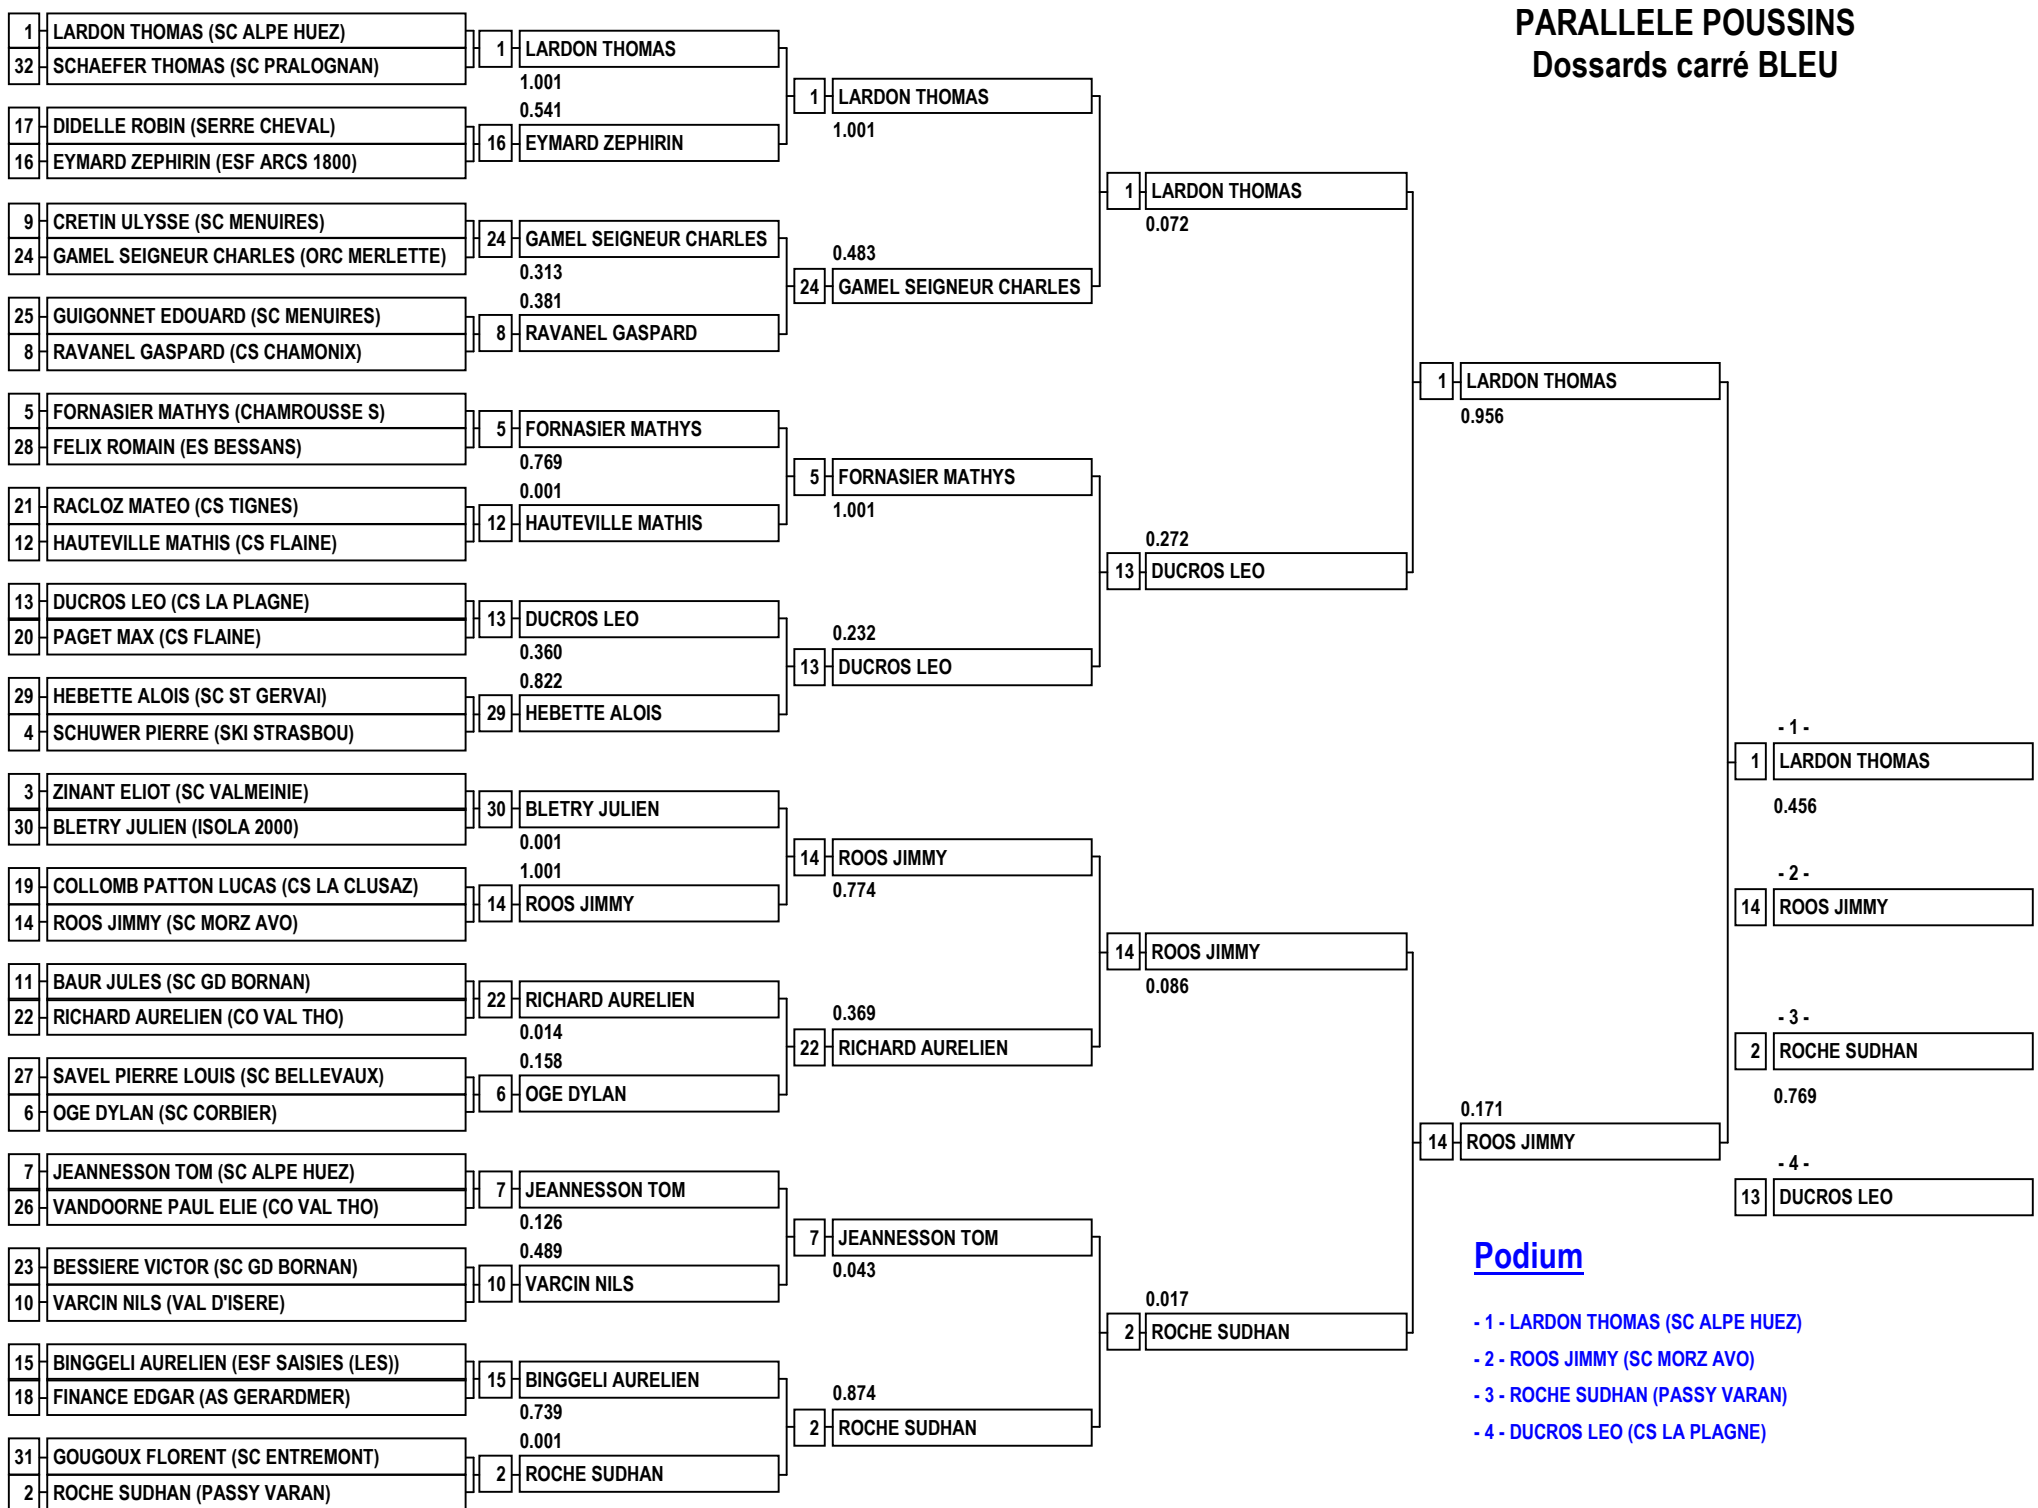 PARALLELE POUSSINS
Dossards carré BLEU
1 LARDON THOMAS (SC ALPE HUEZ)
32 SCHAEFER THOMAS (SC PRALOGNAN)
17 DIDELLE ROBIN (SERRE CHEVAL)
16 EYMARD ZEPHIRIN (ESF ARCS 1800)
9 CRETIN ULYSSE (SC MENUIRES)
24 GAMEL SEIGNEUR CHARLES (ORC MERLETTE)
25 GUIGONNET EDOUARD (SC MENUIRES)
8 RAVANEL GASPARD (CS CHAMONIX)
5 FORNASIER MATHYS (CHAMROUSSE S)
28 FELIX ROMAIN (ES BESSANS)
21 RACLOZ MATEO (CS TIGNES)
12 HAUTEVILLE MATHIS (CS FLAINE)
13 DUCROS LEO (CS LA PLAGNE)
20 PAGET MAX (CS FLAINE)
29 HEBETTE ALOIS (SC ST GERVAI)
4 SCHUWER PIERRE (SKI STRASBOU)
3 ZINANT ELIOT (SC VALMEINIE)
30 BLETRY JULIEN (ISOLA 2000)
19 COLLOMB PATTON LUCAS (CS LA CLUSAZ)
14 ROOS JIMMY (SC MORZ AVO)
11 BAUR JULES (SC GD BORNAN)
22 RICHARD AURELIEN (CO VAL THO)
27 SAVEL PIERRE LOUIS (SC BELLEVAUX)
6 OGE DYLAN (SC CORBIER)
7 JEANNESSON TOM (SC ALPE HUEZ)
26 VANDOORNE PAUL ELIE (CO VAL THO)
23 BESSIERE VICTOR (SC GD BORNAN)
10 VARCIN NILS (VAL D'ISERE)
15 BINGGELI AURELIEN (ESF SAISIES (LES))
18 FINANCE EDGAR (AS GERARDMER)
31 GOUGOUX FLORENT (SC ENTREMONT)
2 ROCHE SUDHAN (PASSY VARAN)
1 LARDON THOMAS
1.001
0.541
16 EYMARD ZEPHIRIN
24 GAMEL SEIGNEUR CHARLES
0.313
0.381
8 RAVANEL GASPARD
5 FORNASIER MATHYS
0.769
0.001
12 HAUTEVILLE MATHIS
13 DUCROS LEO
0.360
0.822
29 HEBETTE ALOIS
30 BLETRY JULIEN
0.001
1.001
14 ROOS JIMMY
22 RICHARD AURELIEN
0.014
0.158
6 OGE DYLAN
7 JEANNESSON TOM
0.126
0.489
10 VARCIN NILS
15 BINGGELI AURELIEN
0.739
0.001
2 ROCHE SUDHAN
1 LARDON THOMAS
1.001
0.483
24 GAMEL SEIGNEUR CHARLES
5 FORNASIER MATHYS
1.001
0.232
13 DUCROS LEO
14 ROOS JIMMY
0.774
0.369
22 RICHARD AURELIEN
7 JEANNESSON TOM
0.043
0.874
2 ROCHE SUDHAN
1 LARDON THOMAS
0.072
0.272
13 DUCROS LEO
14 ROOS JIMMY
0.086
0.017
2 ROCHE SUDHAN
1 LARDON THOMAS
0.956
0.171
14 ROOS JIMMY
- 1 -
1 LARDON THOMAS
0.456
- 2 -
14 ROOS JIMMY
- 3 -
2 ROCHE SUDHAN
0.769
- 4 -
13 DUCROS LEO
Podium
- 1 - LARDON THOMAS (SC ALPE HUEZ)
- 2 - ROOS JIMMY (SC MORZ AVO)
- 3 - ROCHE SUDHAN (PASSY VARAN)
- 4 - DUCROS LEO (CS LA PLAGNE)